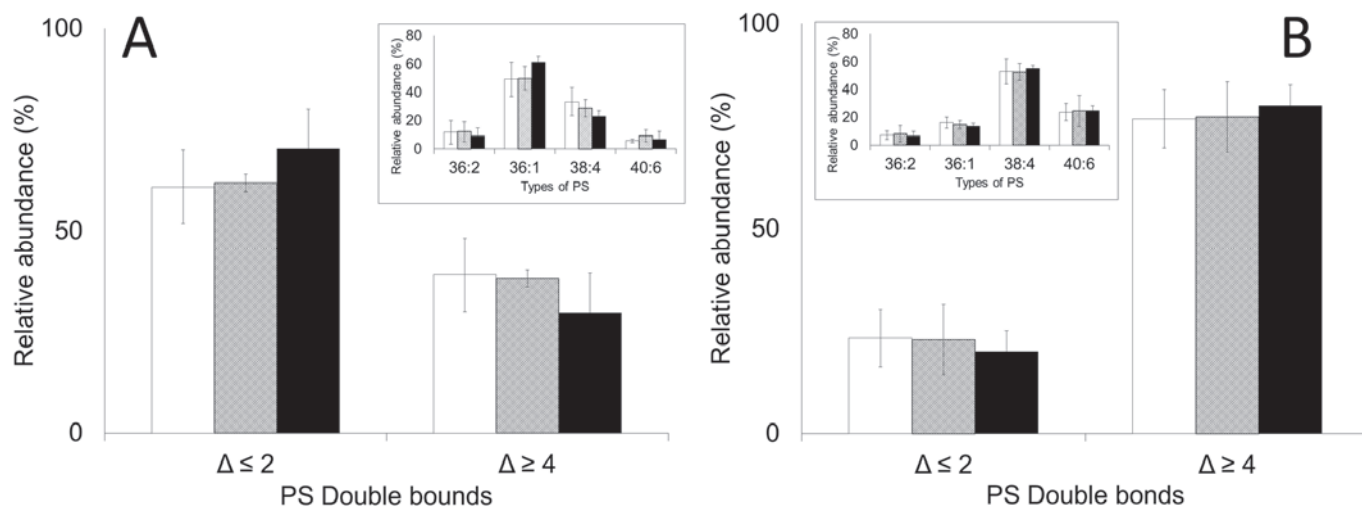 A
100
50
0
Relative abundance (%)
Δ ≤ 2
Δ ≥ 4
PS Double bounds
80
60
40
20
0
Relative abundance (%)
36:2
36:1
38:4
40:6
Types of PS
B
100
50
0
Relative abundance (%)
Δ ≤ 2
Δ ≥ 4
PS Double bonds
80
60
40
20
0
Relative abundance (%)
36:2
36:1
38:4
40:6
Types of PS